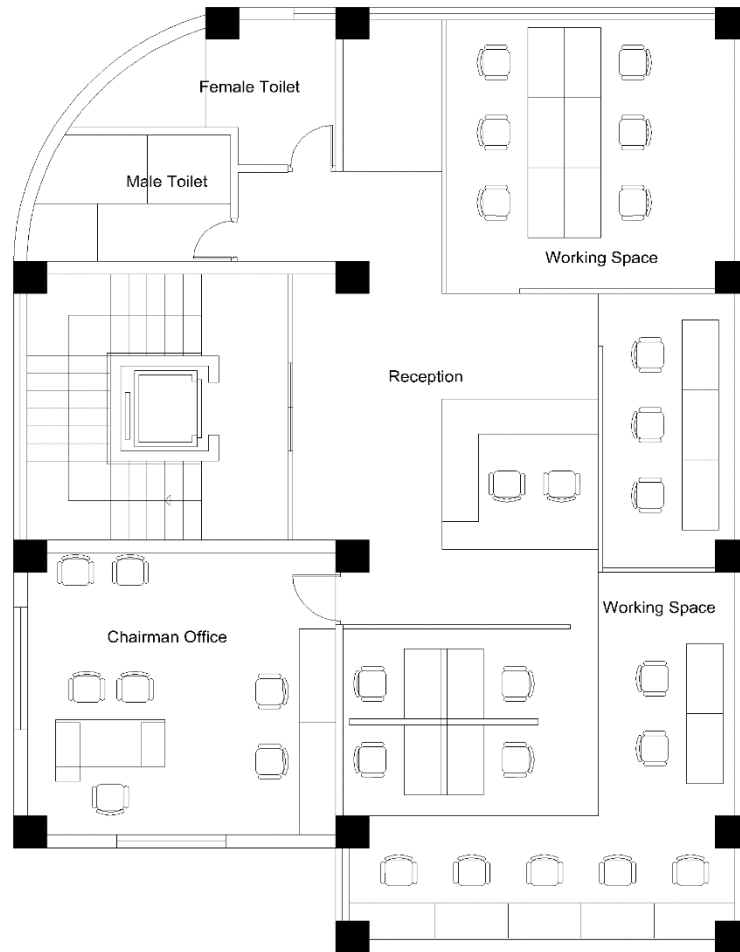 Female Toilet
Male Toilet
Working Space
Reception
Working Space
Chairman Office